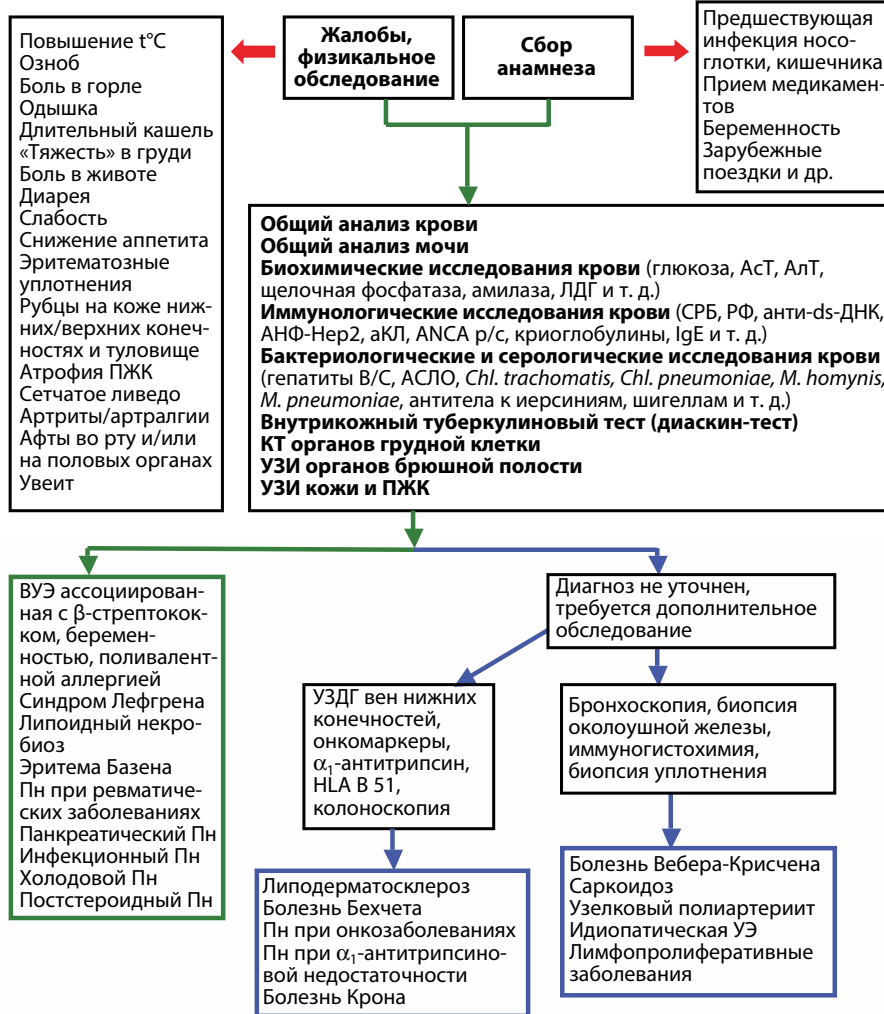 Повышение t°C
Озноб
Боль в горле
Одышка
Длительный кашель
«Тяжесть» в груди
Боль в животе
Диарея
Слабость
Снижение аппетита
Эритематозные
уплотнения
Рубцы на коже ниж-
них/верхних конеч-
ностях и туловище
Атрофия ПЖК
Сетчатое ливедо
Артриты/артралгии
Афты во рту и/или
на половых органах
Увеит
Жалобы,
физикальное
обследование
Сбор
анамнеза
Предшествующая
инфекция носо-
глотки, кишечника
Прием медикамен-
тов
Беременность
Зарубежные
поездки и др.
Общий анализ крови
Общий анализ мочи
Биохимические исследования крови (глюкоза, АсТ, АлТ,
щелочная фосфатаза, амилаза, ЛДГ и т. д.)
Иммунологические исследования крови (СРБ, РФ, анти-ds-ДНК,
АНФ-Hep2, аКЛ, ANCA p/c, криоглобулины, IgE и т. д.)
Бактериологические и серологические исследования крови
(гепатиты В/С, АСЛО, Chl. trachomatis, Chl. pneumoniae, M. homynis,
M. pneumoniae, антитела к иерсиниям, шигеллам и т. д.)
Внутрикожный туберкулиновый тест (диаскин-тест)
КТ органов грудной клетки
УЗИ органов брюшной полости
УЗИ кожи и ПЖК
ВУЭ ассоциирован-
ная с β-стрептокок-
ком, беремен-
ностью, поливалент-
ной аллергией
Синдром Лефгрена
Липоидный некро-
биоз
Эритема Базена
Пн при ревматиче-
ских заболеваниях
Панкреатический Пн
Инфекционный Пн
Холодовой Пн
Постстероидный Пн
Диагноз не уточнен,
требуется дополнительное
обследование
УЗДГ вен нижних
конечностей,
онкомаркеры,
α₁-антитрипсин,
HLA B 51,
колоноскопия
Бронхоскопия, биопсия
околоушной железы,
иммуногистохимия,
биопсия уплотнения
Липодерматосклероз
Болезнь Бехчета
Пн при онкозаболеваниях
Пн при α₁-антитрипсино-
вой недостаточности
Болезнь Крона
Болезнь Вебера-Крисчена
Саркоидоз
Узелковый полиартериит
Идиопатическая УЭ
Лимфопролиферативные
заболевания